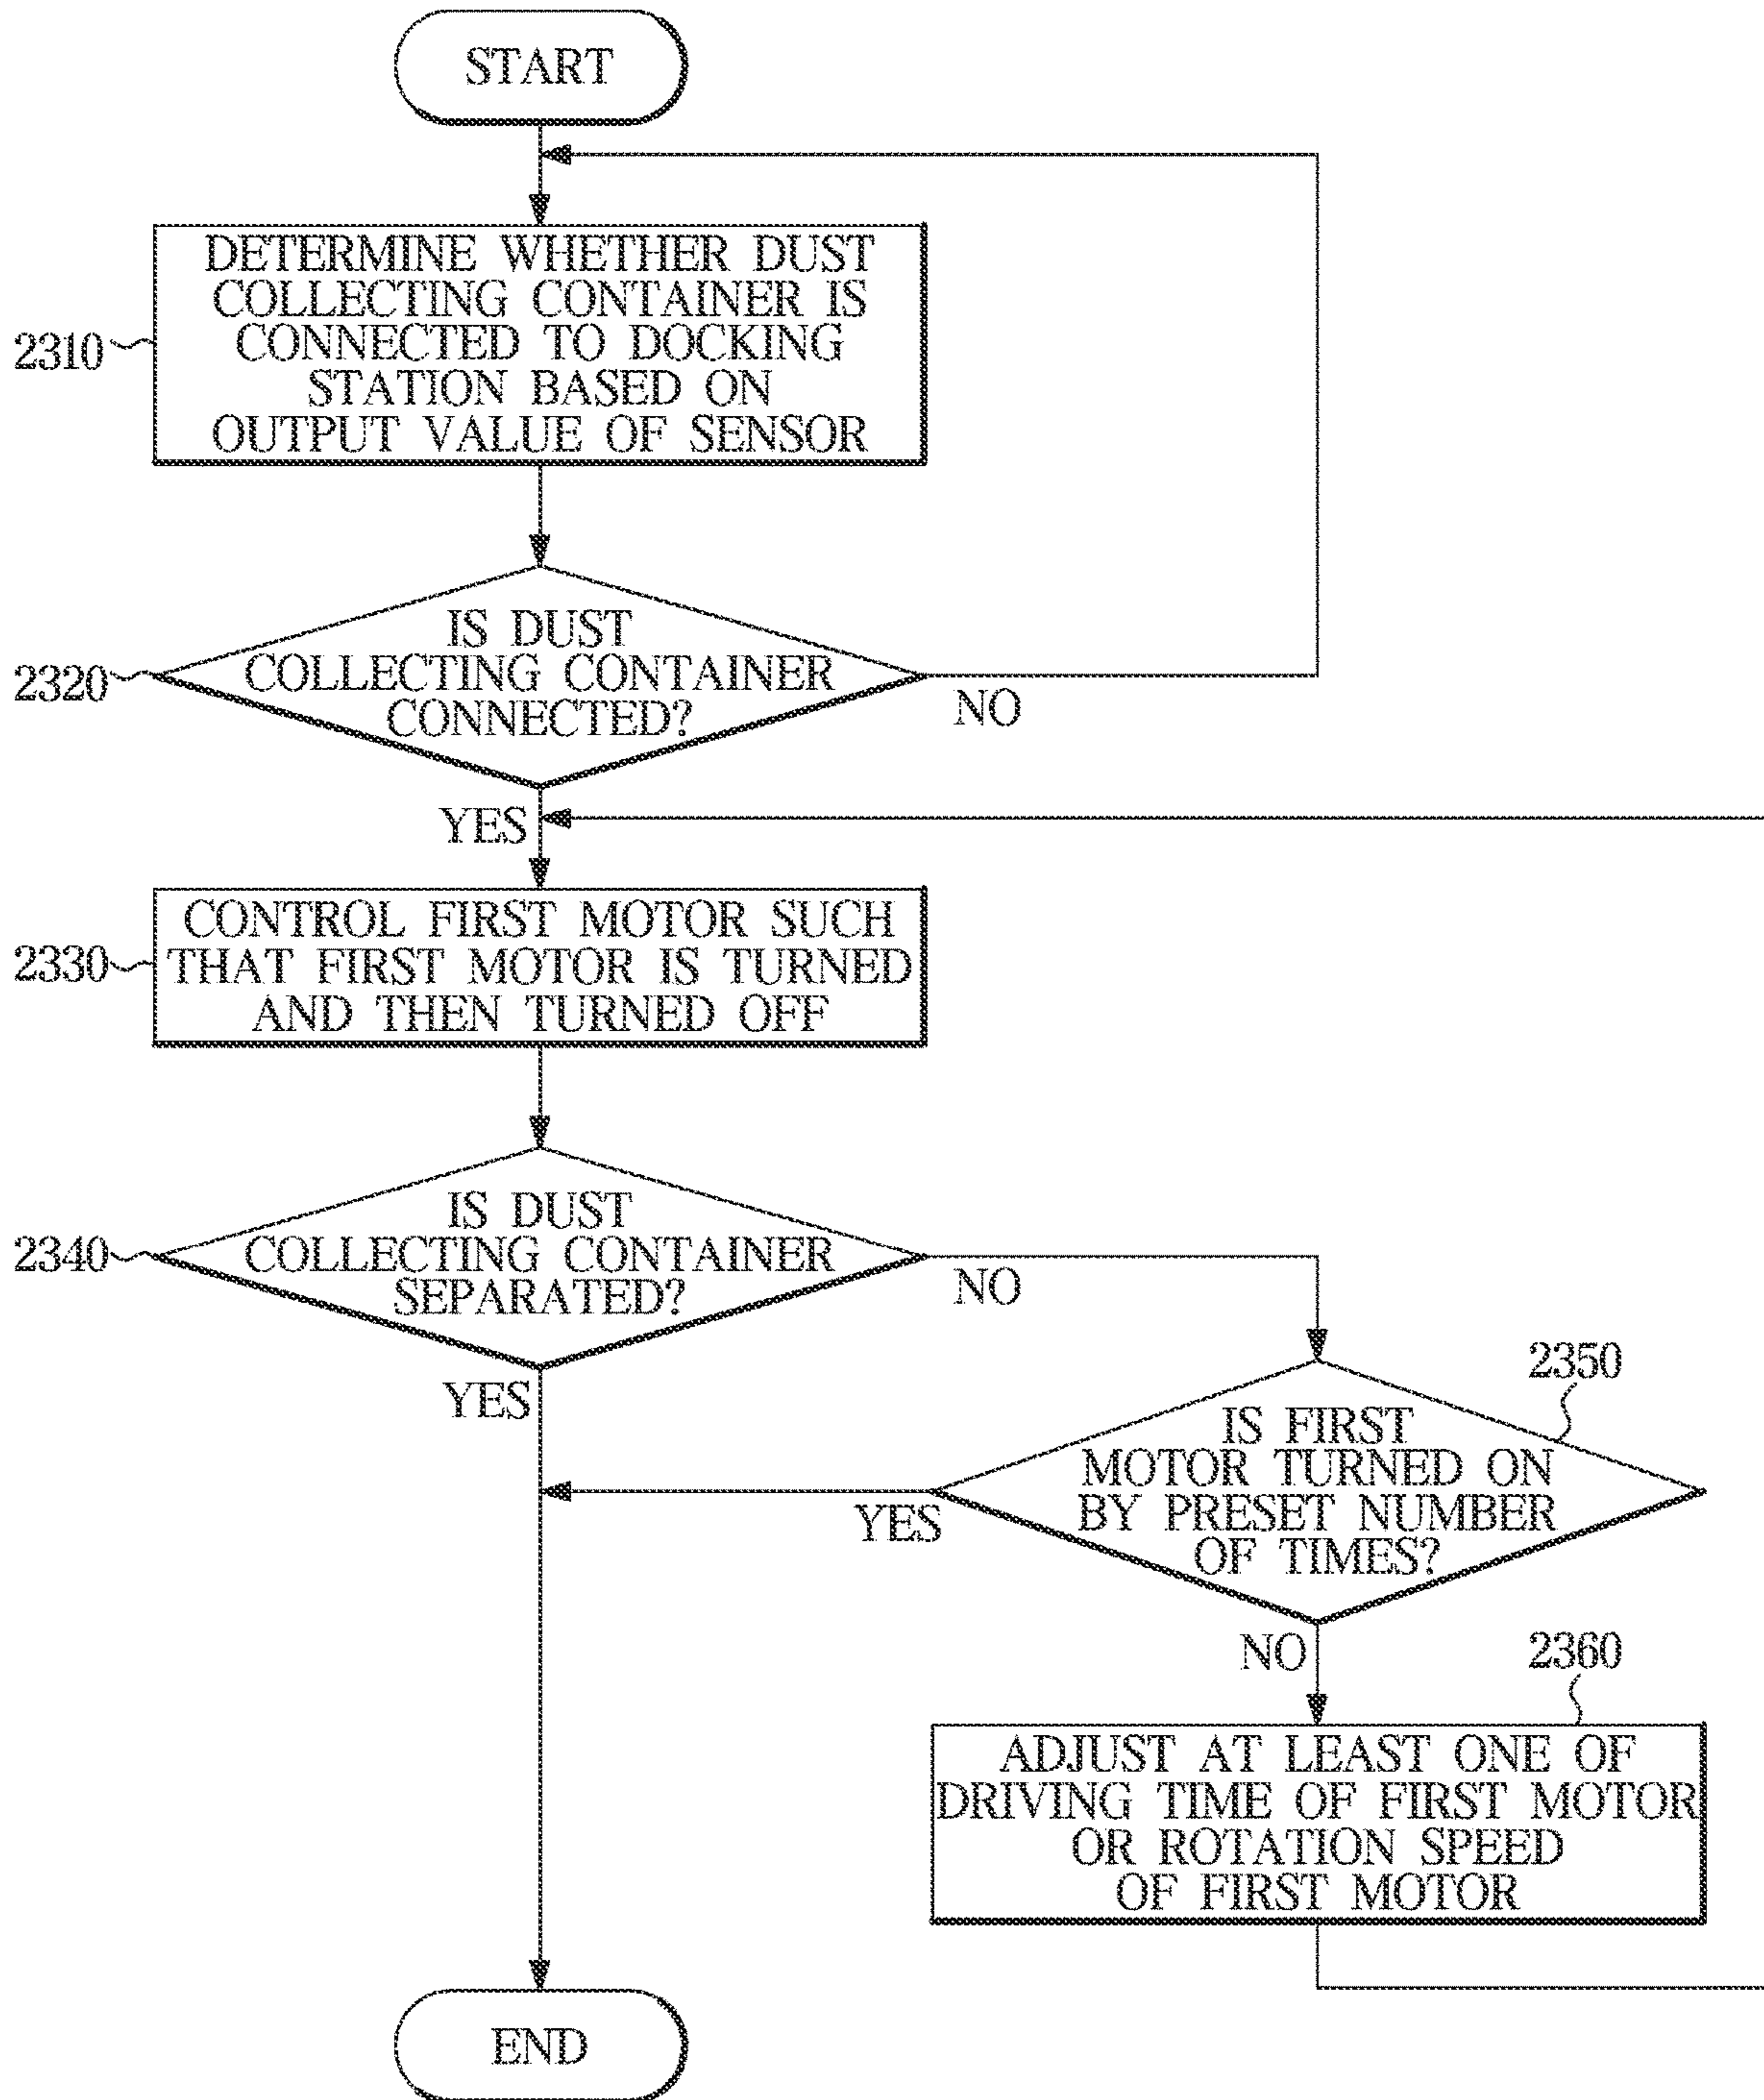 START
DETERMINE WHETHER DUST
COLLECTING CONTAINER IS
CONNECTED TO DOCKING
STATION BASED ON
OUTPUT VALUE OF SENSOR
2310
IS DUST
COLLECTING CONTAINER
CONNECTED?
2320
NO
YES
CONTROL FIRST MOTOR SUCH
THAT FIRST MOTOR IS TURNED
AND THEN TURNED OFF
2330
IS DUST
COLLECTING CONTAINER
SEPARATED?
2340
NO
YES
2350
IS FIRST
MOTOR TURNED ON
BY PRESET NUMBER
OF TIMES?
YES
NO
2360
ADJUST AT LEAST ONE OF
DRIVING TIME OF FIRST MOTOR
OR ROTATION SPEED
OF FIRST MOTOR
END